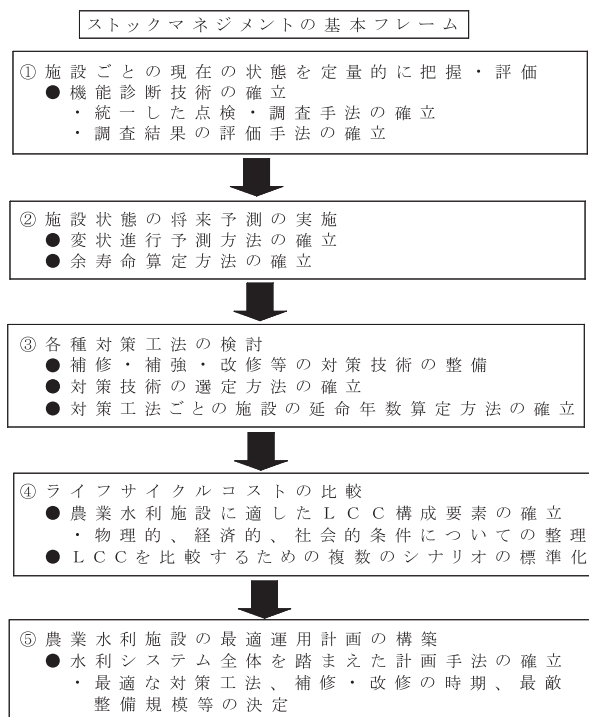 ストックマネジメントの基本フレーム
① 施設ごとの現在の状態を定量的に把握・評価
● 機能診断技術の確立
・統一した点検・調査手法の確立
・調査結果の評価手法の確立
② 施設状態の将来予測の実施
● 変状進行予測方法の確立
● 余寿命算定方法の確立
③ 各種対策工法の検討
● 補修・補強・改修等の対策技術の整備
● 対策技術の選定方法の確立
● 対策工法ごとの施設の延命年数算定方法の確立
④ ライフサイクルコストの比較
● 農業水利施設に適したLCC構成要素の確立
・物理的、経済的、社会的条件についての整理
● LCCを比較するための複数のシナリオの標準化
⑤ 農業水利施設の最適運用計画の構築
● 水利システム全体を踏まえた計画手法の確立
・最適な対策工法、補修・改修の時期、最敵
整備規模等の決定